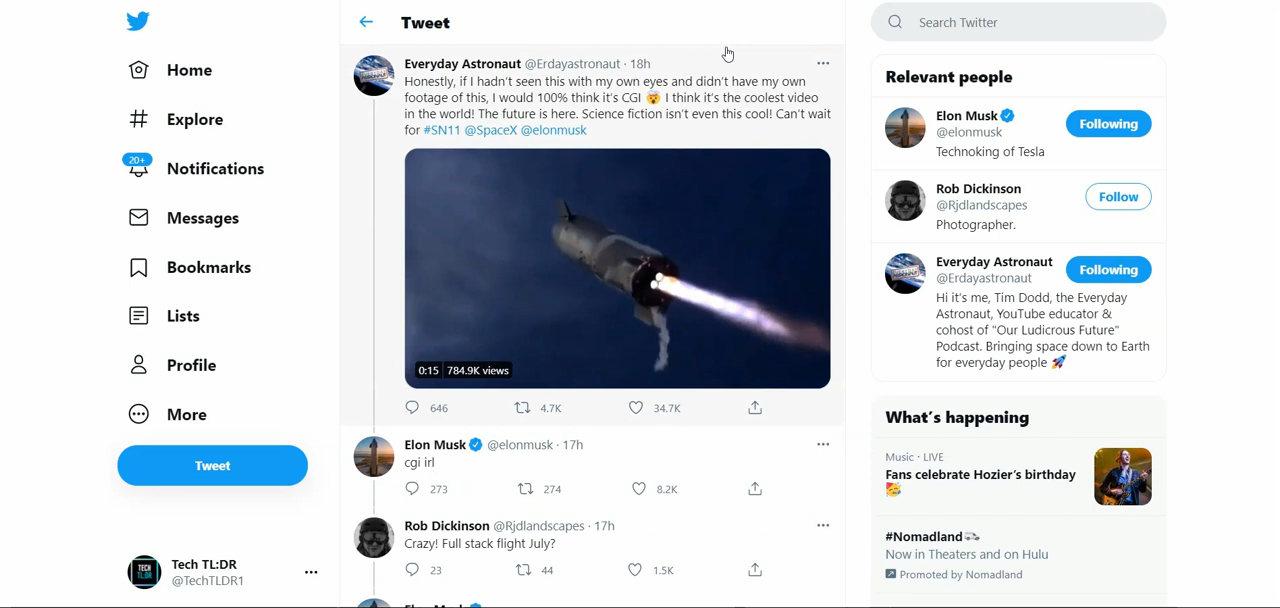 Home
Explore
20+
Notifications
Messages
Bookmarks
Lists
Profile
More
Tweet
TECH
TL:DR
Tech TL:DR
@TechTLDR1
Tweet
Everyday Astronaut @Erdayastronaut · 18h
Honestly, if I hadn't seen this with my own eyes and didn't have my own
footage of this, I would 100% think it's CGI 🤯 I think it's the coolest video
in the world! The future is here. Science fiction isn't even this cool! Can't wait
for #SN11 @SpaceX @elonmusk
0:15 784.9K views
646 4.7K 34.7K
Elon Musk @elonmusk · 17h
cgi irl
273 274 8.2K
Rob Dickinson @Rjdlandscapes · 17h
Crazy! Full stack flight July?
23 44 1.5K
Search Twitter
Relevant people
Elon Musk
@elonmusk
Following
Technoking of Tesla
Rob Dickinson
@Rjdlandscapes
Follow
Photographer.
Everyday Astronaut
@Erdayastronaut
Following
Hi it's me, Tim Dodd, the Everyday
Astronaut, YouTube educator &
cohost of "Our Ludicrous Future"
Podcast. Bringing space down to Earth
for everyday people 🚀
What's happening
Music · LIVE
Fans celebrate Hozier's birthday
🥳
#Nomadland
Now in Theaters and on Hulu
Promoted by Nomadland